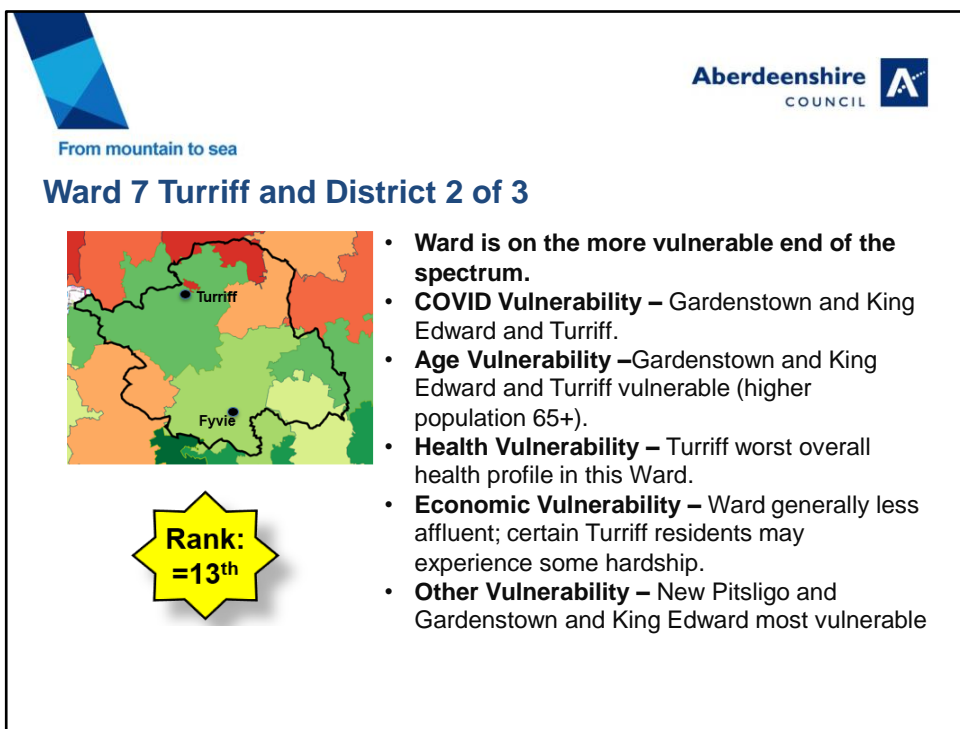 Aberdeenshire
COUNCIL
From mountain to sea
Ward 7 Turriff and District 2 of 3
Turriff
Fyvie
Rank:
=13th
• Ward is on the more vulnerable end of the
spectrum.
• COVID Vulnerability – Gardenstown and King
Edward and Turriff.
• Age Vulnerability –Gardenstown and King
Edward and Turriff vulnerable (higher
population 65+).
• Health Vulnerability – Turriff worst overall
health profile in this Ward.
• Economic Vulnerability – Ward generally less
affluent; certain Turriff residents may
experience some hardship.
• Other Vulnerability – New Pitsligo and
Gardenstown and King Edward most vulnerable